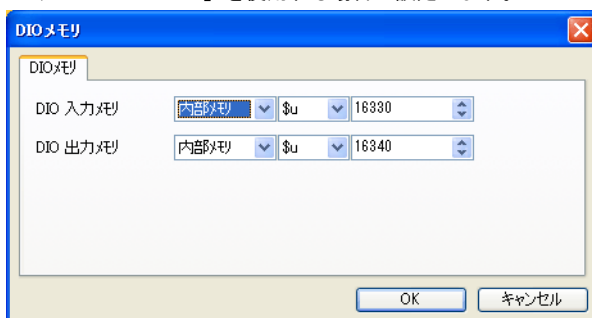 DIOメモリ
DIOメモリ
DIO 入力メモリ 内部メモリ $u 16330
DIO 出力メモリ 内部メモリ $u 16340
OK キャンセル